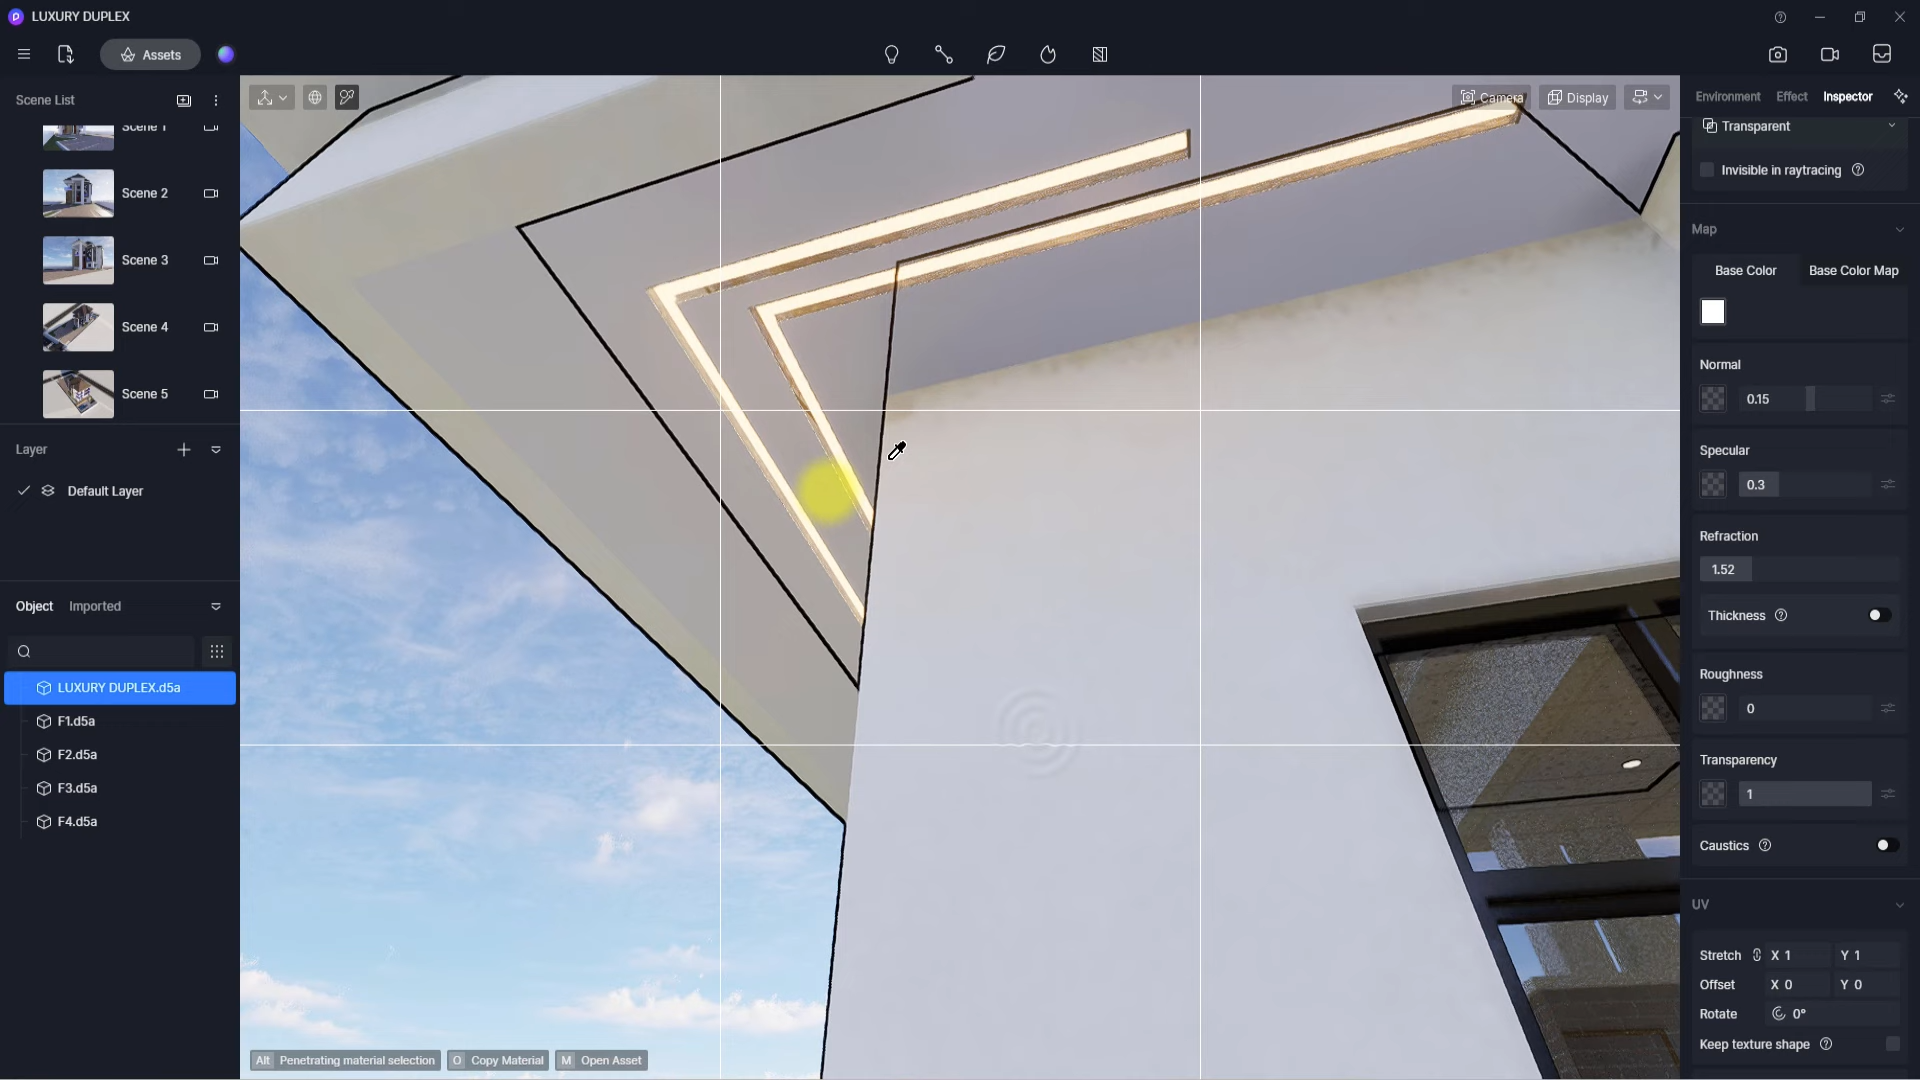 LUXURY DUPLEX
Assets
Scene List
Scene 1
Scene 2
Scene 3
Scene 4
Scene 5
Layer
Default Layer
Object Imported
LUXURY DUPLEX.d5a
F1.d5a
F2.d5a
F3.d5a
F4.d5a
Camera Display
Alt Penetrating material selection O Copy Material M Open Asset
Environment Effect Inspector
Transparent
Invisible in raytracing
Map
Base Color Base Color Map
Normal
0.15
Specular
0.3
Refraction
1.52
Thickness
Roughness
0
Transparency
1
Caustics
UV
Stretch X 1 Y 1
Offset X 0 Y 0
Rotate 0°
Keep texture shape